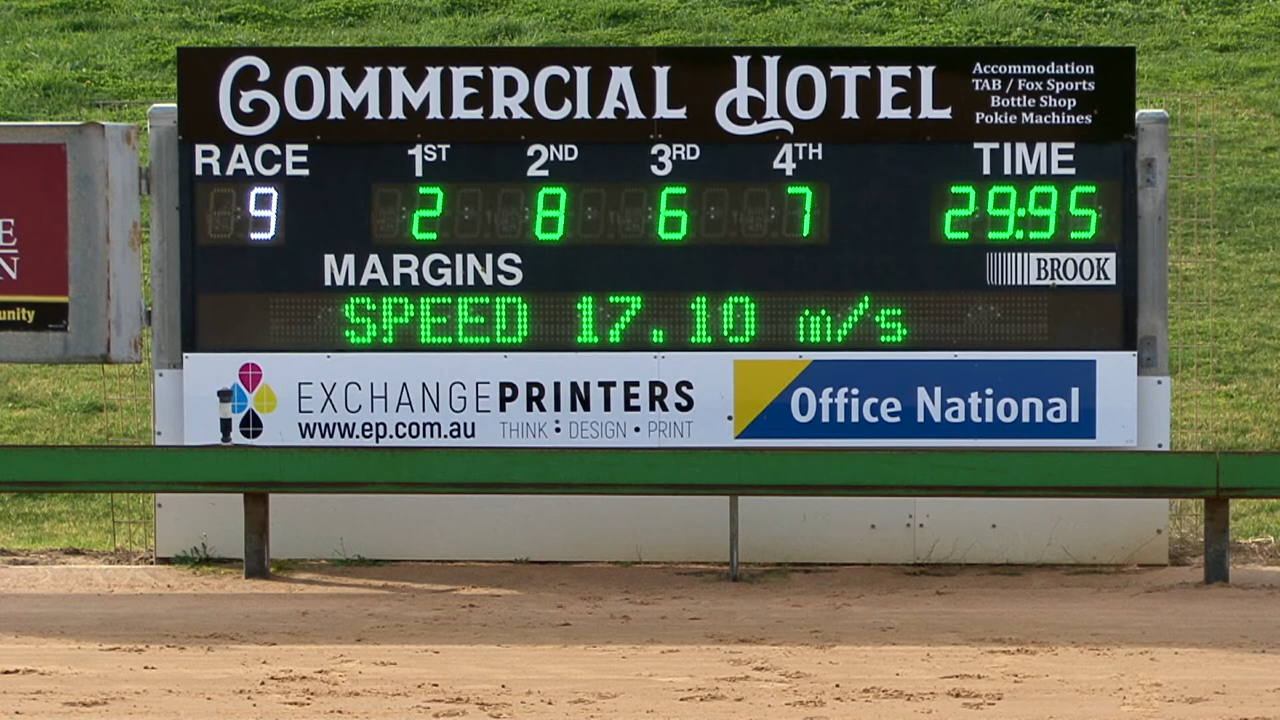 COMMERCIAL HOTEL
Accommodation
TAB / Fox Sports
Bottle Shop
Pokie Machines
RACE 1ST 2ND 3RD 4TH TIME
9 2 8 6 7 29:95
MARGINS
BROOK
SPEED 17.10 m/s
EXCHANGEPRINTERS
www.ep.com.au THINK • DESIGN • PRINT
Office National
E
N
unity